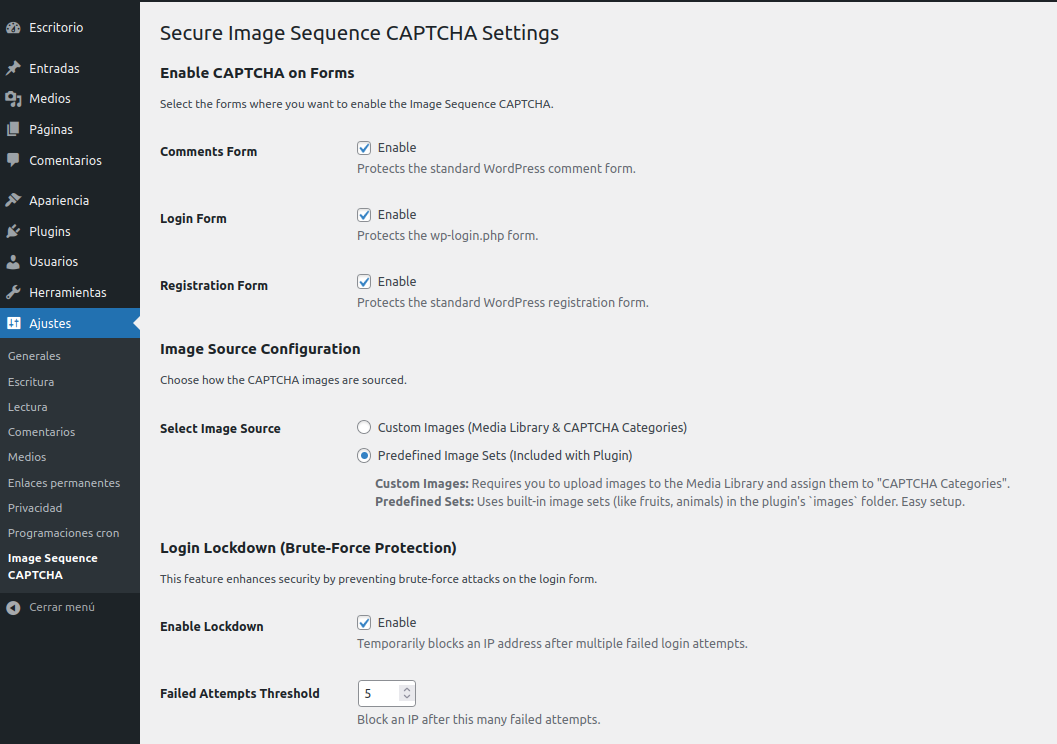 Escritorio
Entradas
Medios
Páginas
Comentarios
Apariencia
Plugins
Usuarios
Herramientas
Ajustes
Generales
Escritura
Lectura
Comentarios
Medios
Enlaces permanentes
Privacidad
Programaciones cron
Image Sequence
CAPTCHA
Cerrar menú
Secure Image Sequence CAPTCHA Settings
Enable CAPTCHA on Forms
Select the forms where you want to enable the Image Sequence CAPTCHA.
Comments Form
Enable
Protects the standard WordPress comment form.
Login Form
Enable
Protects the wp-login.php form.
Registration Form
Enable
Protects the standard WordPress registration form.
Image Source Configuration
Choose how the CAPTCHA images are sourced.
Select Image Source
Custom Images (Media Library & CAPTCHA Categories)
Predefined Image Sets (Included with Plugin)
Custom Images: Requires you to upload images to the Media Library and assign them to "CAPTCHA Categories".
Predefined Sets: Uses built-in image sets (like fruits, animals) in the plugin's `images` folder. Easy setup.
Login Lockdown (Brute-Force Protection)
This feature enhances security by preventing brute-force attacks on the login form.
Enable Lockdown
Enable
Temporarily blocks an IP address after multiple failed login attempts.
Failed Attempts Threshold
5
Block an IP after this many failed attempts.